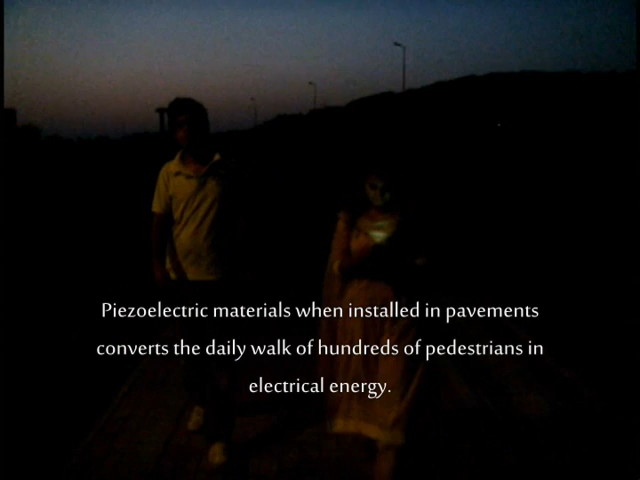 Piezoelectric materials when installed in pavements
converts the daily walk of hundreds of pedestrians in
electrical energy.